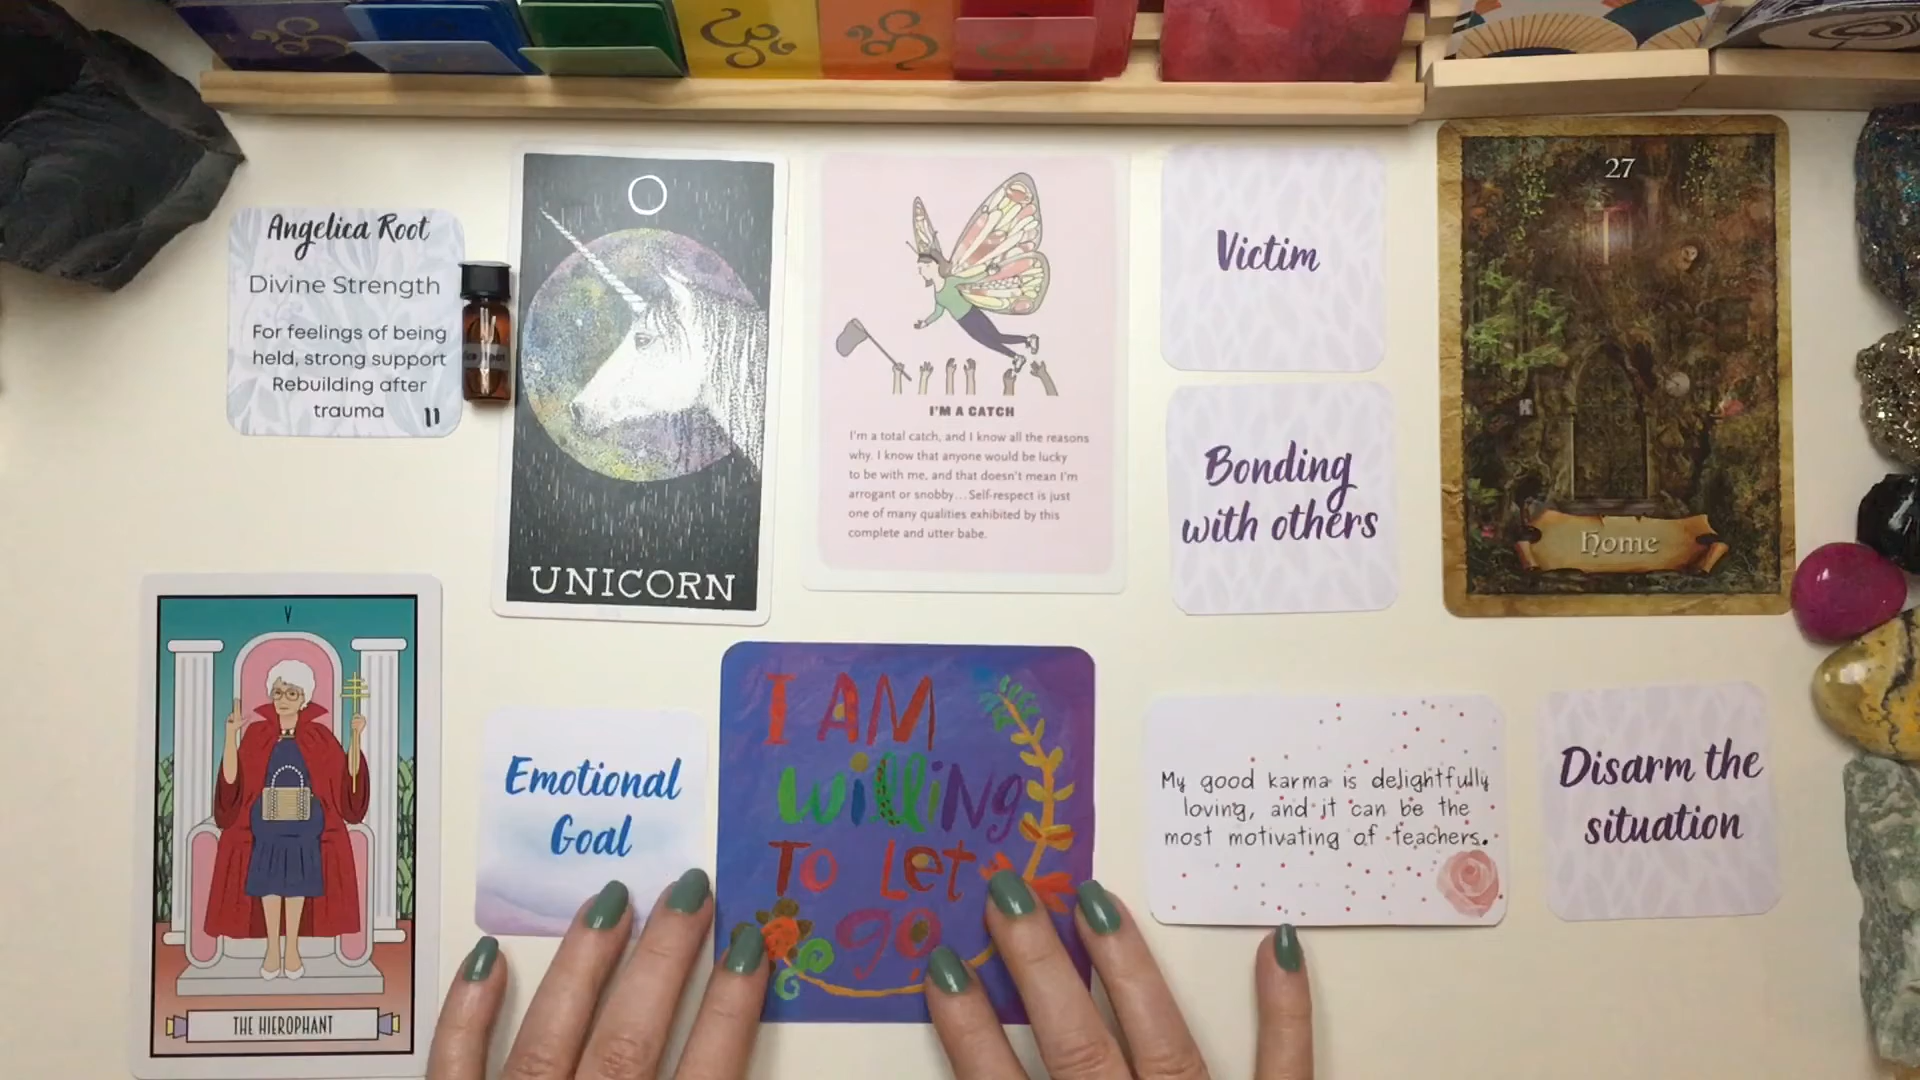 Angelica Root
Divine Strength
For feelings of being
held, strong support
Rebuilding after
trauma
11
UNICORN
I'M A CATCH
I'm a total catch, and I know all the reasons
why. I know that anyone would be lucky
to be with me, and that doesn't mean I'm
arrogant or snobby... Self-respect is just
one of many qualities exhibited by this
complete and utter babe.
Victim
Bonding
with others
27
Home
V
THE HIEROPHANT
Emotional
Goal
I AM
WilliNg
To Let
go
My good karma is delightfully
loving, and it can be the
most motivating of teachers.
Disarm the
situation